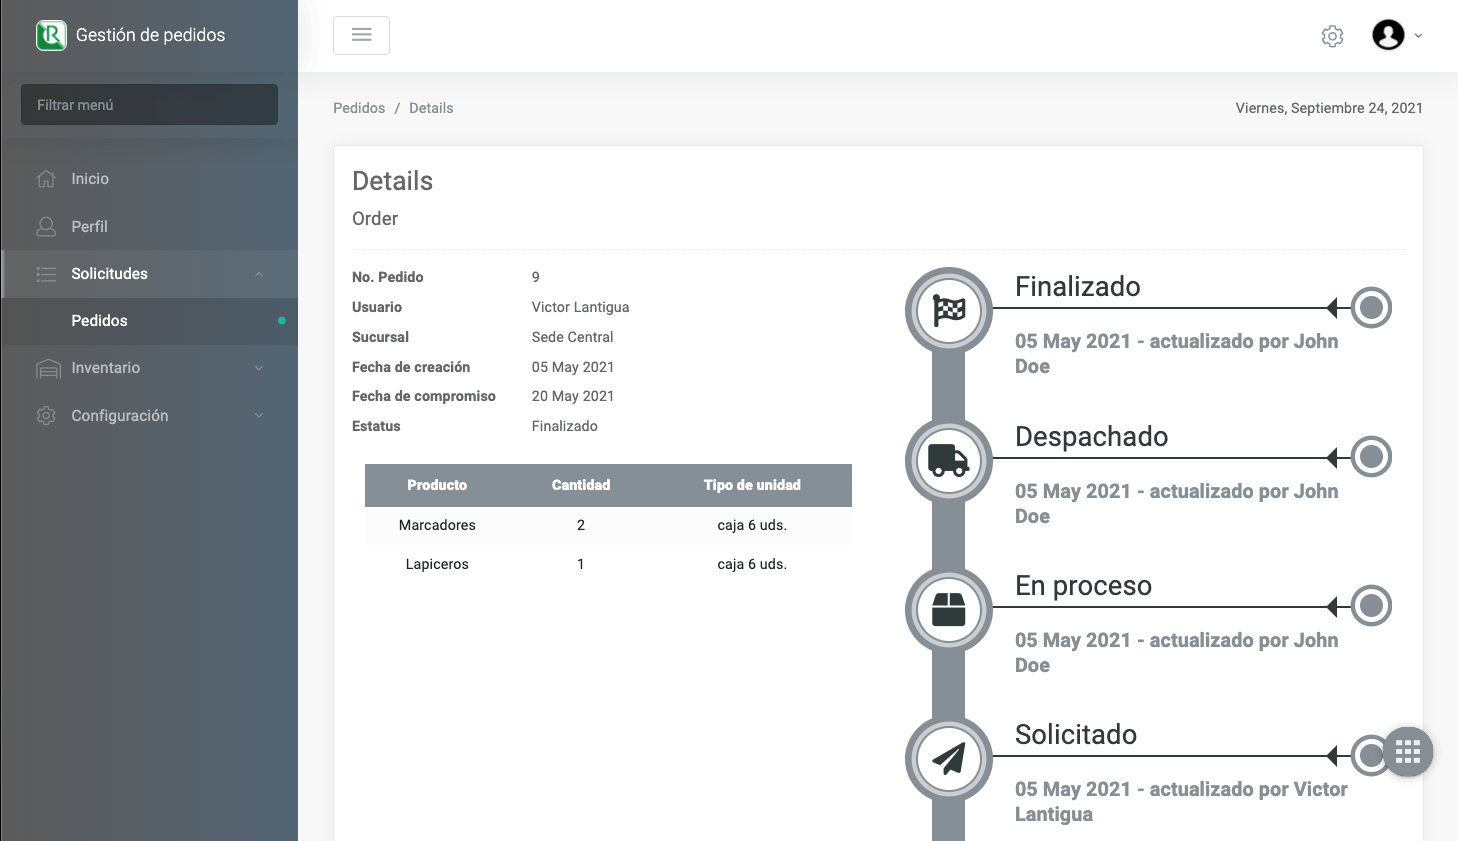 Gestión de pedidos
Filtrar menú
Inicio
Perfil
Solicitudes
Pedidos
Inventario
Configuración
Pedidos / Details
Viernes, Septiembre 24, 2021
Details
Order
No. Pedido 9
Usuario Victor Lantigua
Sucursal Sede Central
Fecha de creación 05 May 2021
Fecha de compromiso 20 May 2021
Estatus Finalizado
Producto Cantidad Tipo de unidad
Marcadores 2 caja 6 uds.
Lapiceros 1 caja 6 uds.
Finalizado
05 May 2021 - actualizado por John
Doe
Despachado
05 May 2021 - actualizado por John
Doe
En proceso
05 May 2021 - actualizado por John
Doe
Solicitado
05 May 2021 - actualizado por Victor
Lantigua